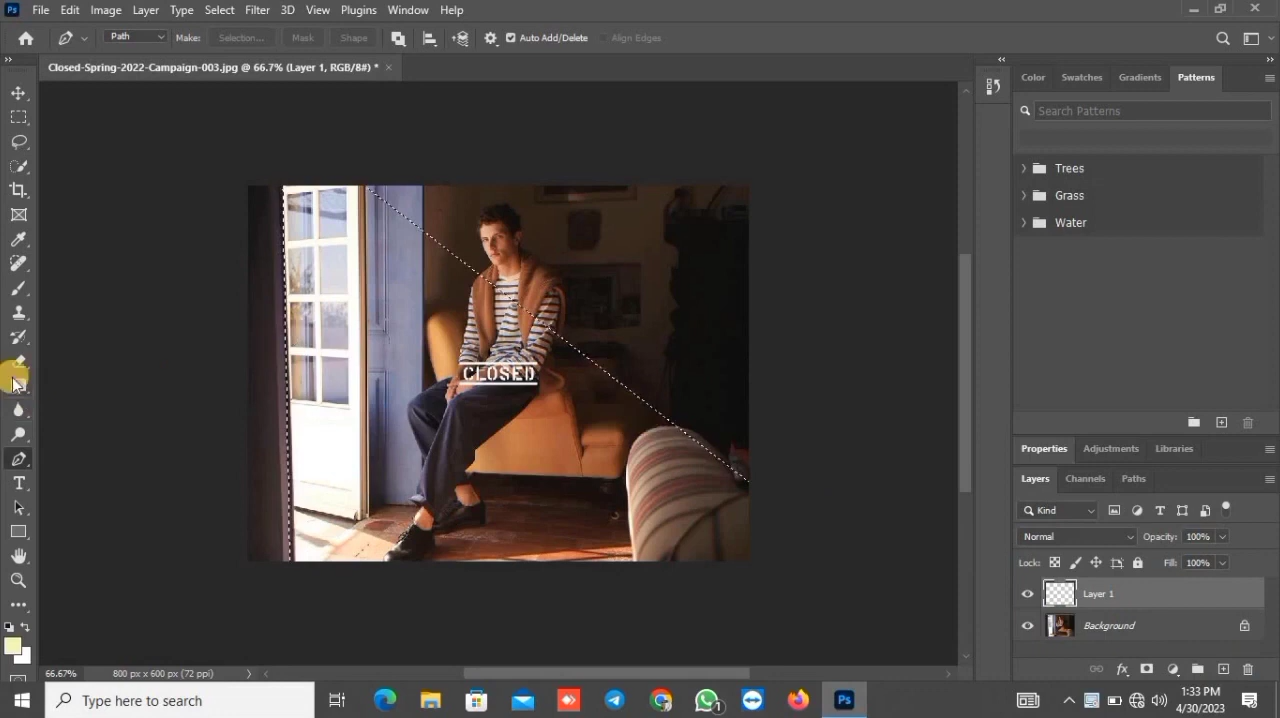 Ps File Edit Image Layer Type Select Filter 3D View Plugins Window Help
Path Make: Selection... Mask Shape Auto Add/Delete Align Edges
Closed-Spring-2022-Campaign-003.jpg @ 66.7% (Layer 1, RGB/8#) *
Color Swatches Gradients Patterns
Search Patterns
Trees
Grass
Water
CLOSED
Properties Adjustments Libraries
Layers Channels Paths
Kind
Normal Opacity: 100%
Lock: Fill: 100%
Layer 1
Background
66.67% 800 px x 600 px (72 ppi)
Type here to search
1
Ps
1:33 PM
4/30/2023